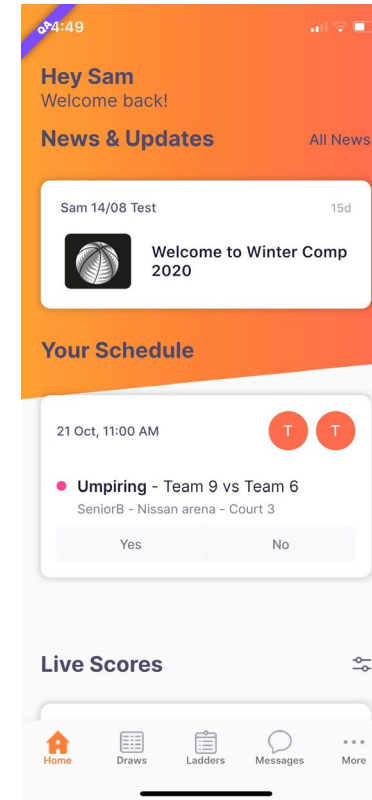 QA
4:49
Hey Sam
Welcome back!
News & Updates
All News
Sam 14/08 Test
15d
Welcome to Winter Comp
2020
Your Schedule
21 Oct, 11:00 AM
T
T
Umpiring - Team 9 vs Team 6
SeniorB - Nissan arena - Court 3
Yes
No
Live Scores
Home
Draws
Ladders
Messages
More